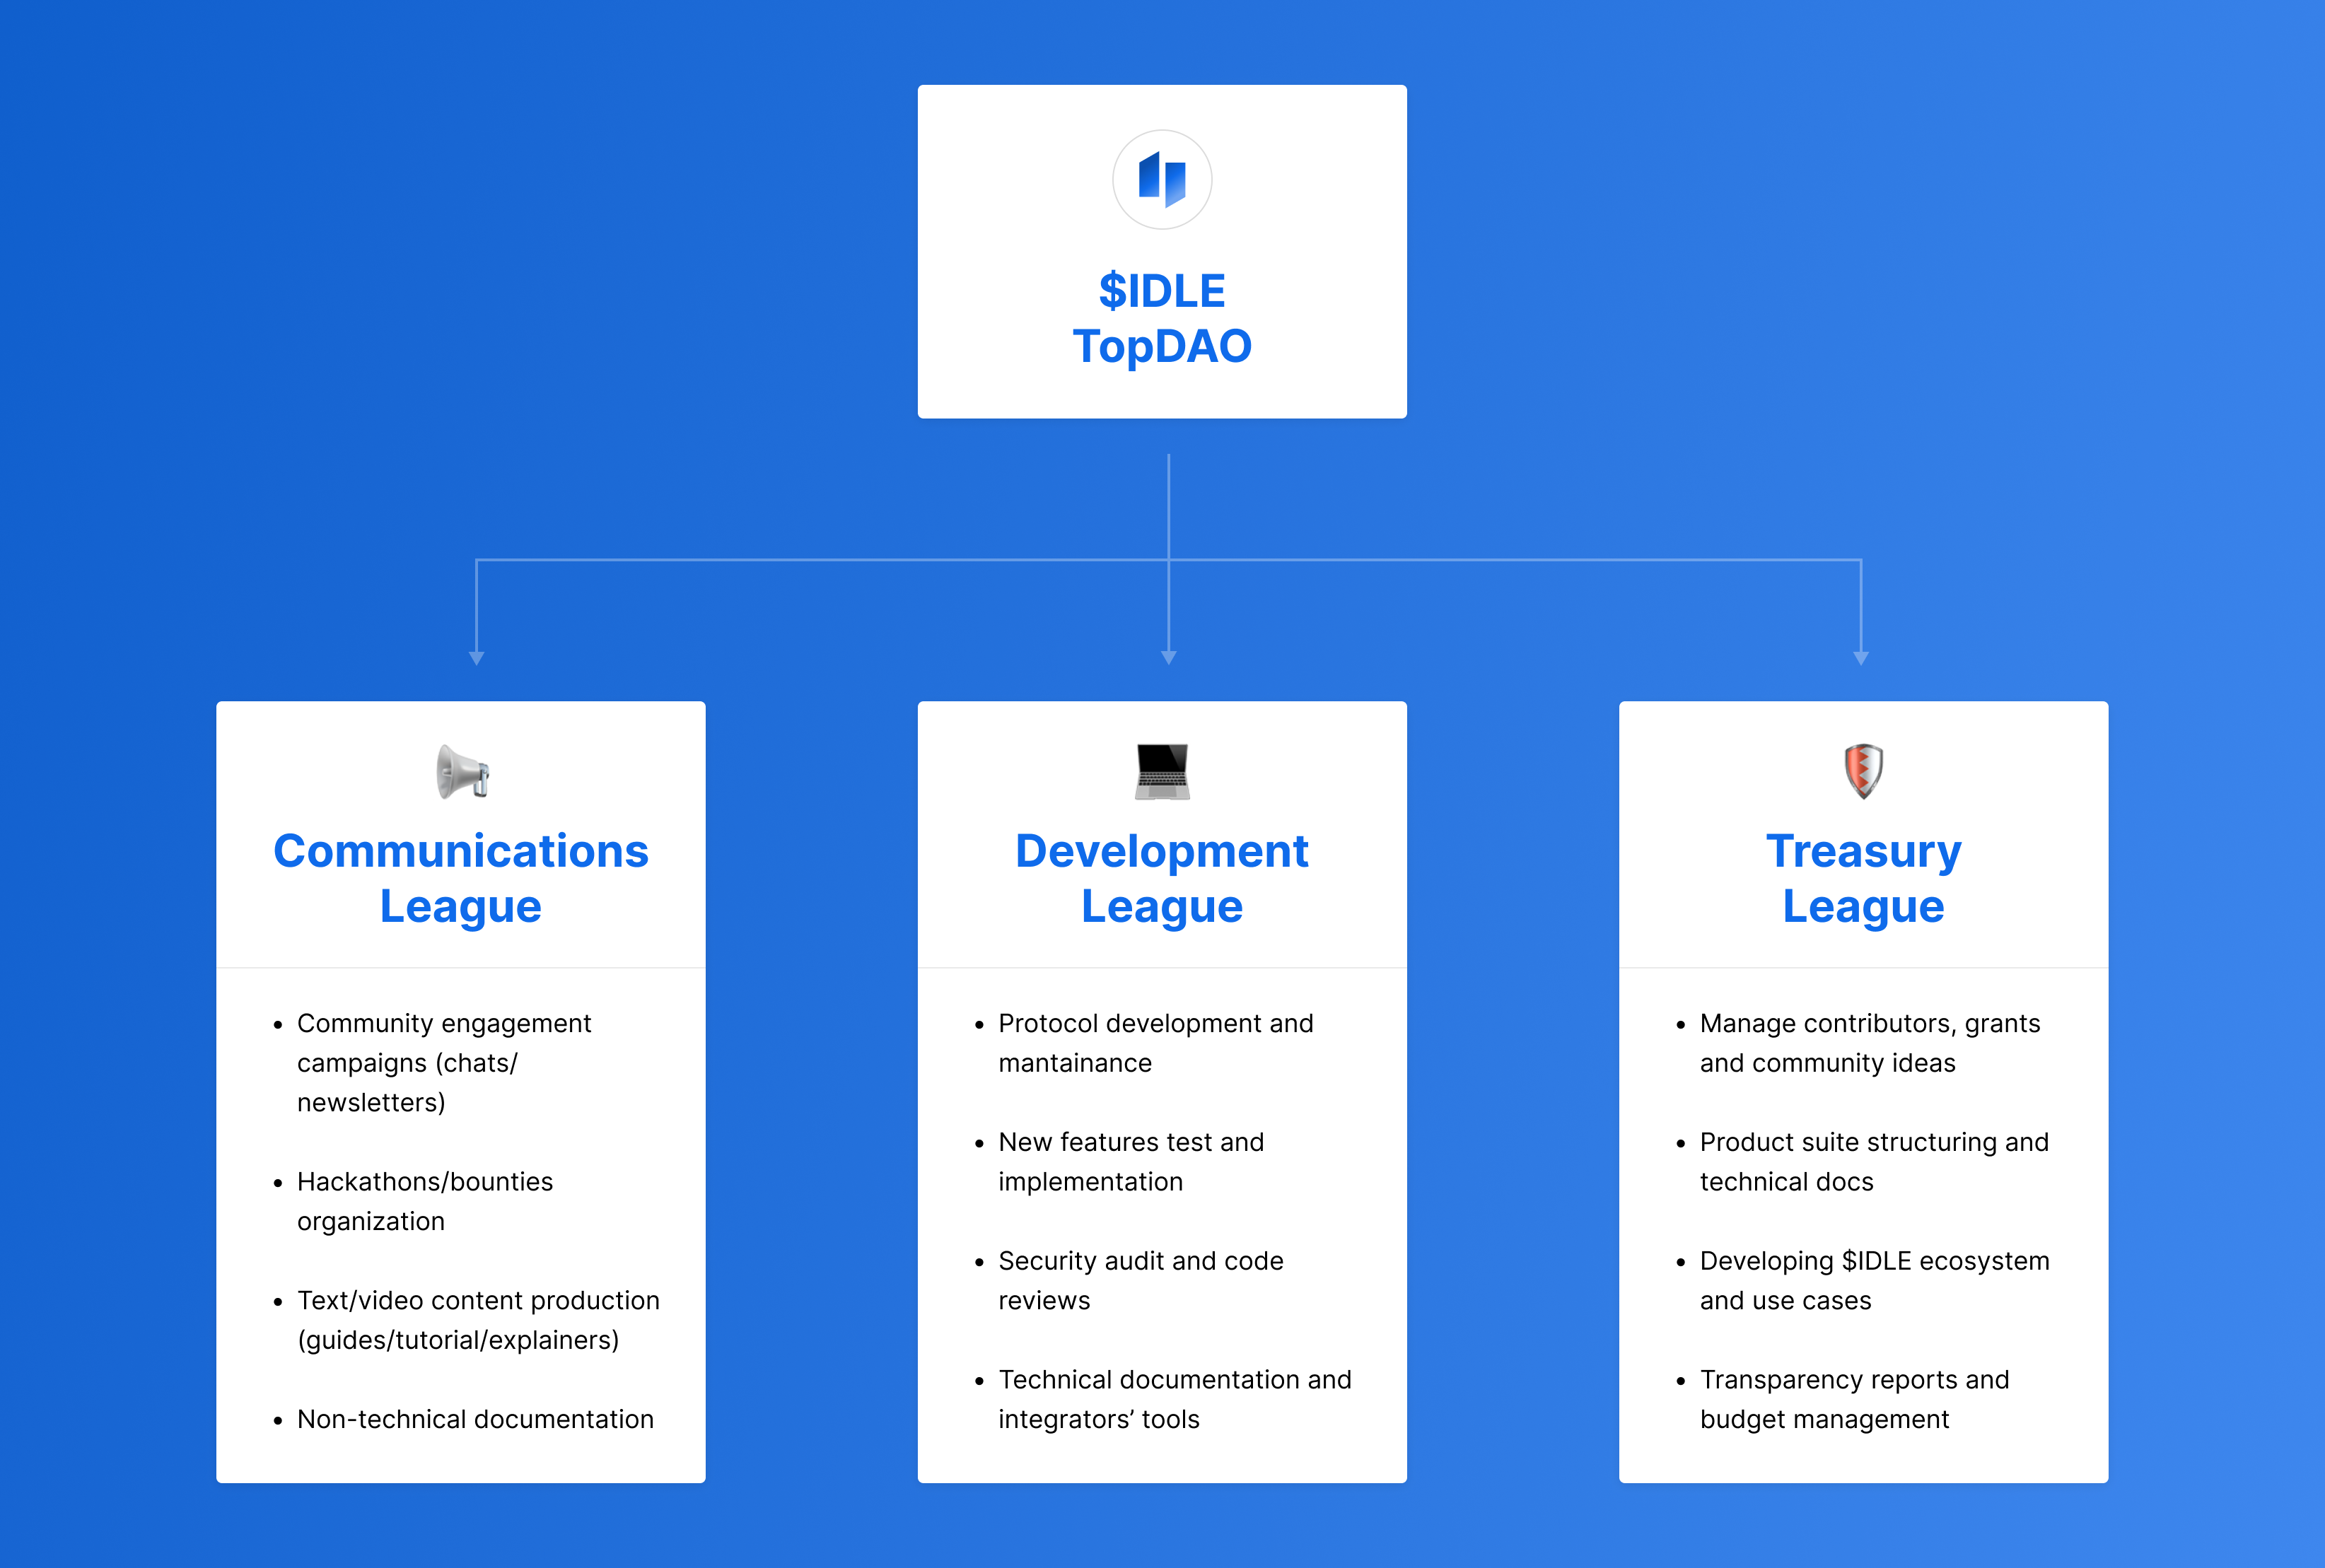 $IDLE
TopDAO
Communications
League
• Community engagement
campaigns (chats/
newsletters)
• Hackathons/bounties
organization
• Text/video content production
(guides/tutorial/explainers)
• Non-technical documentation
Development
League
• Protocol development and
mantainance
• New features test and
implementation
• Security audit and code
reviews
• Technical documentation and
integrators’ tools
Treasury
League
• Manage contributors, grants
and community ideas
• Product suite structuring and
technical docs
• Developing $IDLE ecosystem
and use cases
• Transparency reports and
budget management